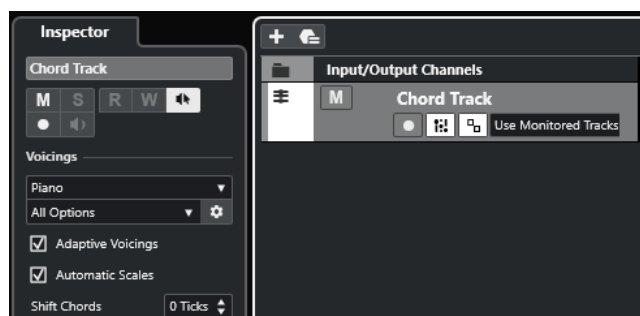 Inspector
Chord Track
M S R W
Voicings
Piano
All Options
Adaptive Voicings
Automatic Scales
Shift Chords 0 Ticks
Input/Output Channels
M Chord Track
Use Monitored Tracks